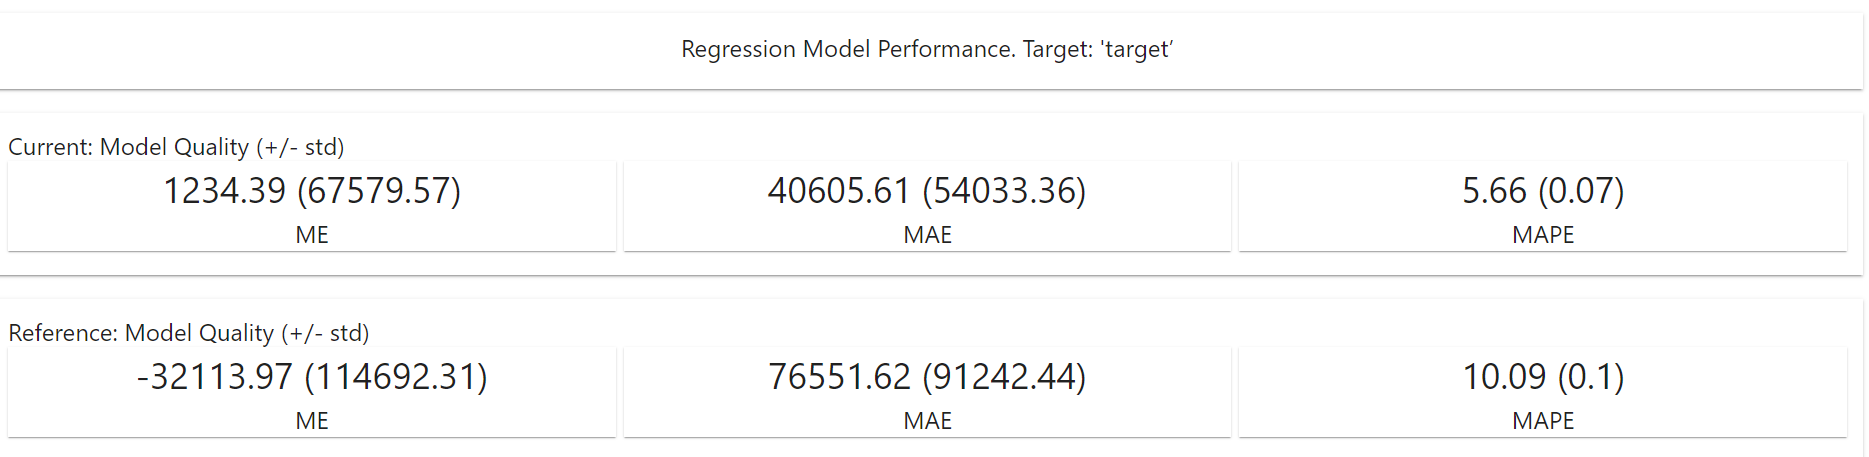 Regression Model Performance. Target: 'target’
Current: Model Quality (+/- std)
1234.39 (67579.57)
ME
40605.61 (54033.36)
MAE
5.66 (0.07)
MAPE
Reference: Model Quality (+/- std)
-32113.97 (114692.31)
ME
76551.62 (91242.44)
MAE
10.09 (0.1)
MAPE